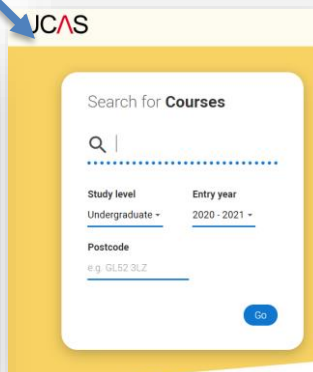 UCAS
Search for Courses
Study level Entry year
Undergraduate 2020 - 2021
Postcode
e.g. GL52 3LZ
Go